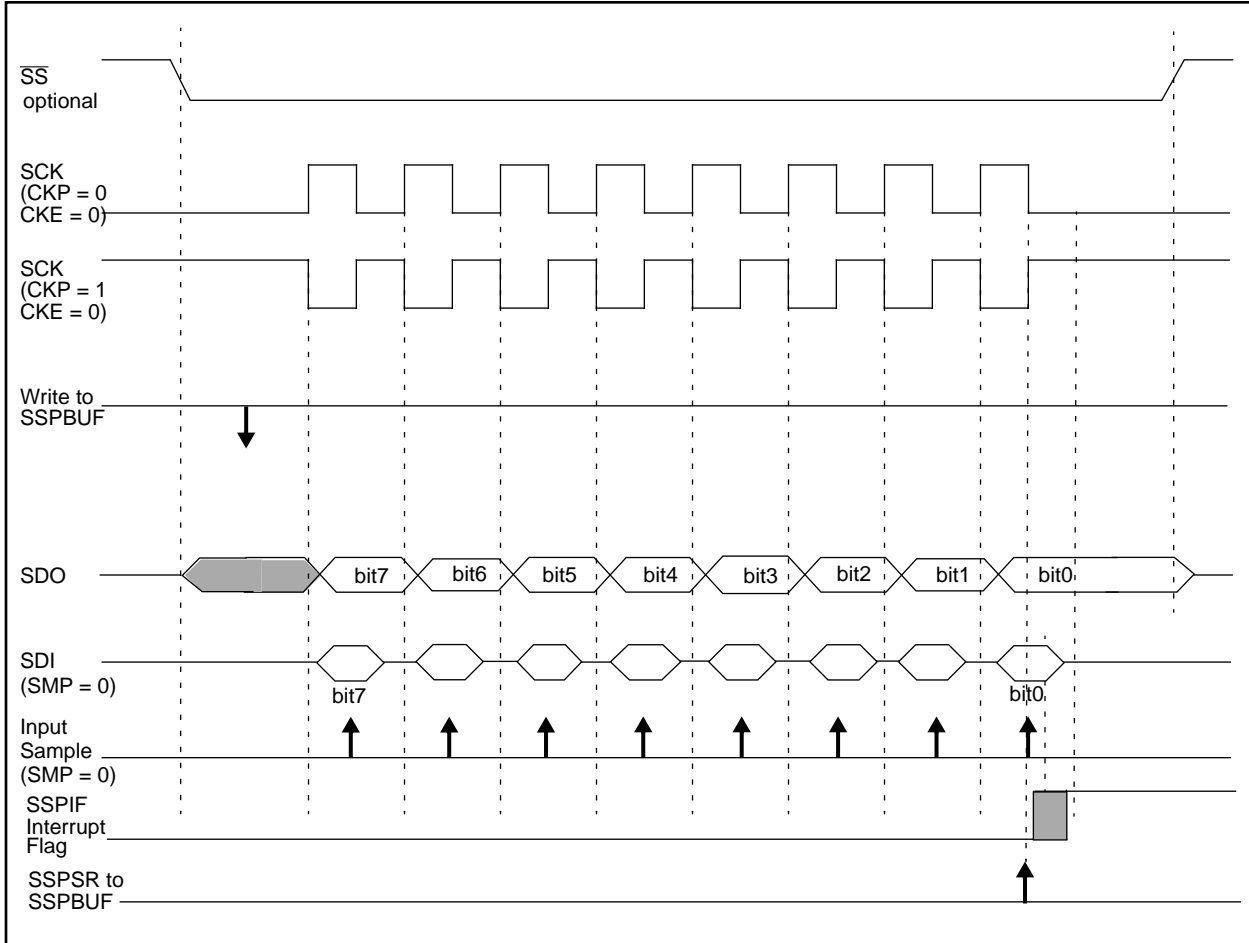 SS
optional
SCK
(CKP = 0
CKE = 0)
SCK
(CKP = 1
CKE = 0)
Write to
SSPBUF
SDO
bit7 bit6 bit5 bit4 bit3 bit2 bit1 bit0
SDI
(SMP = 0)
bit7 bit0
Input
Sample
(SMP = 0)
SSPIF
Interrupt
Flag
SSPSR to
SSPBUF